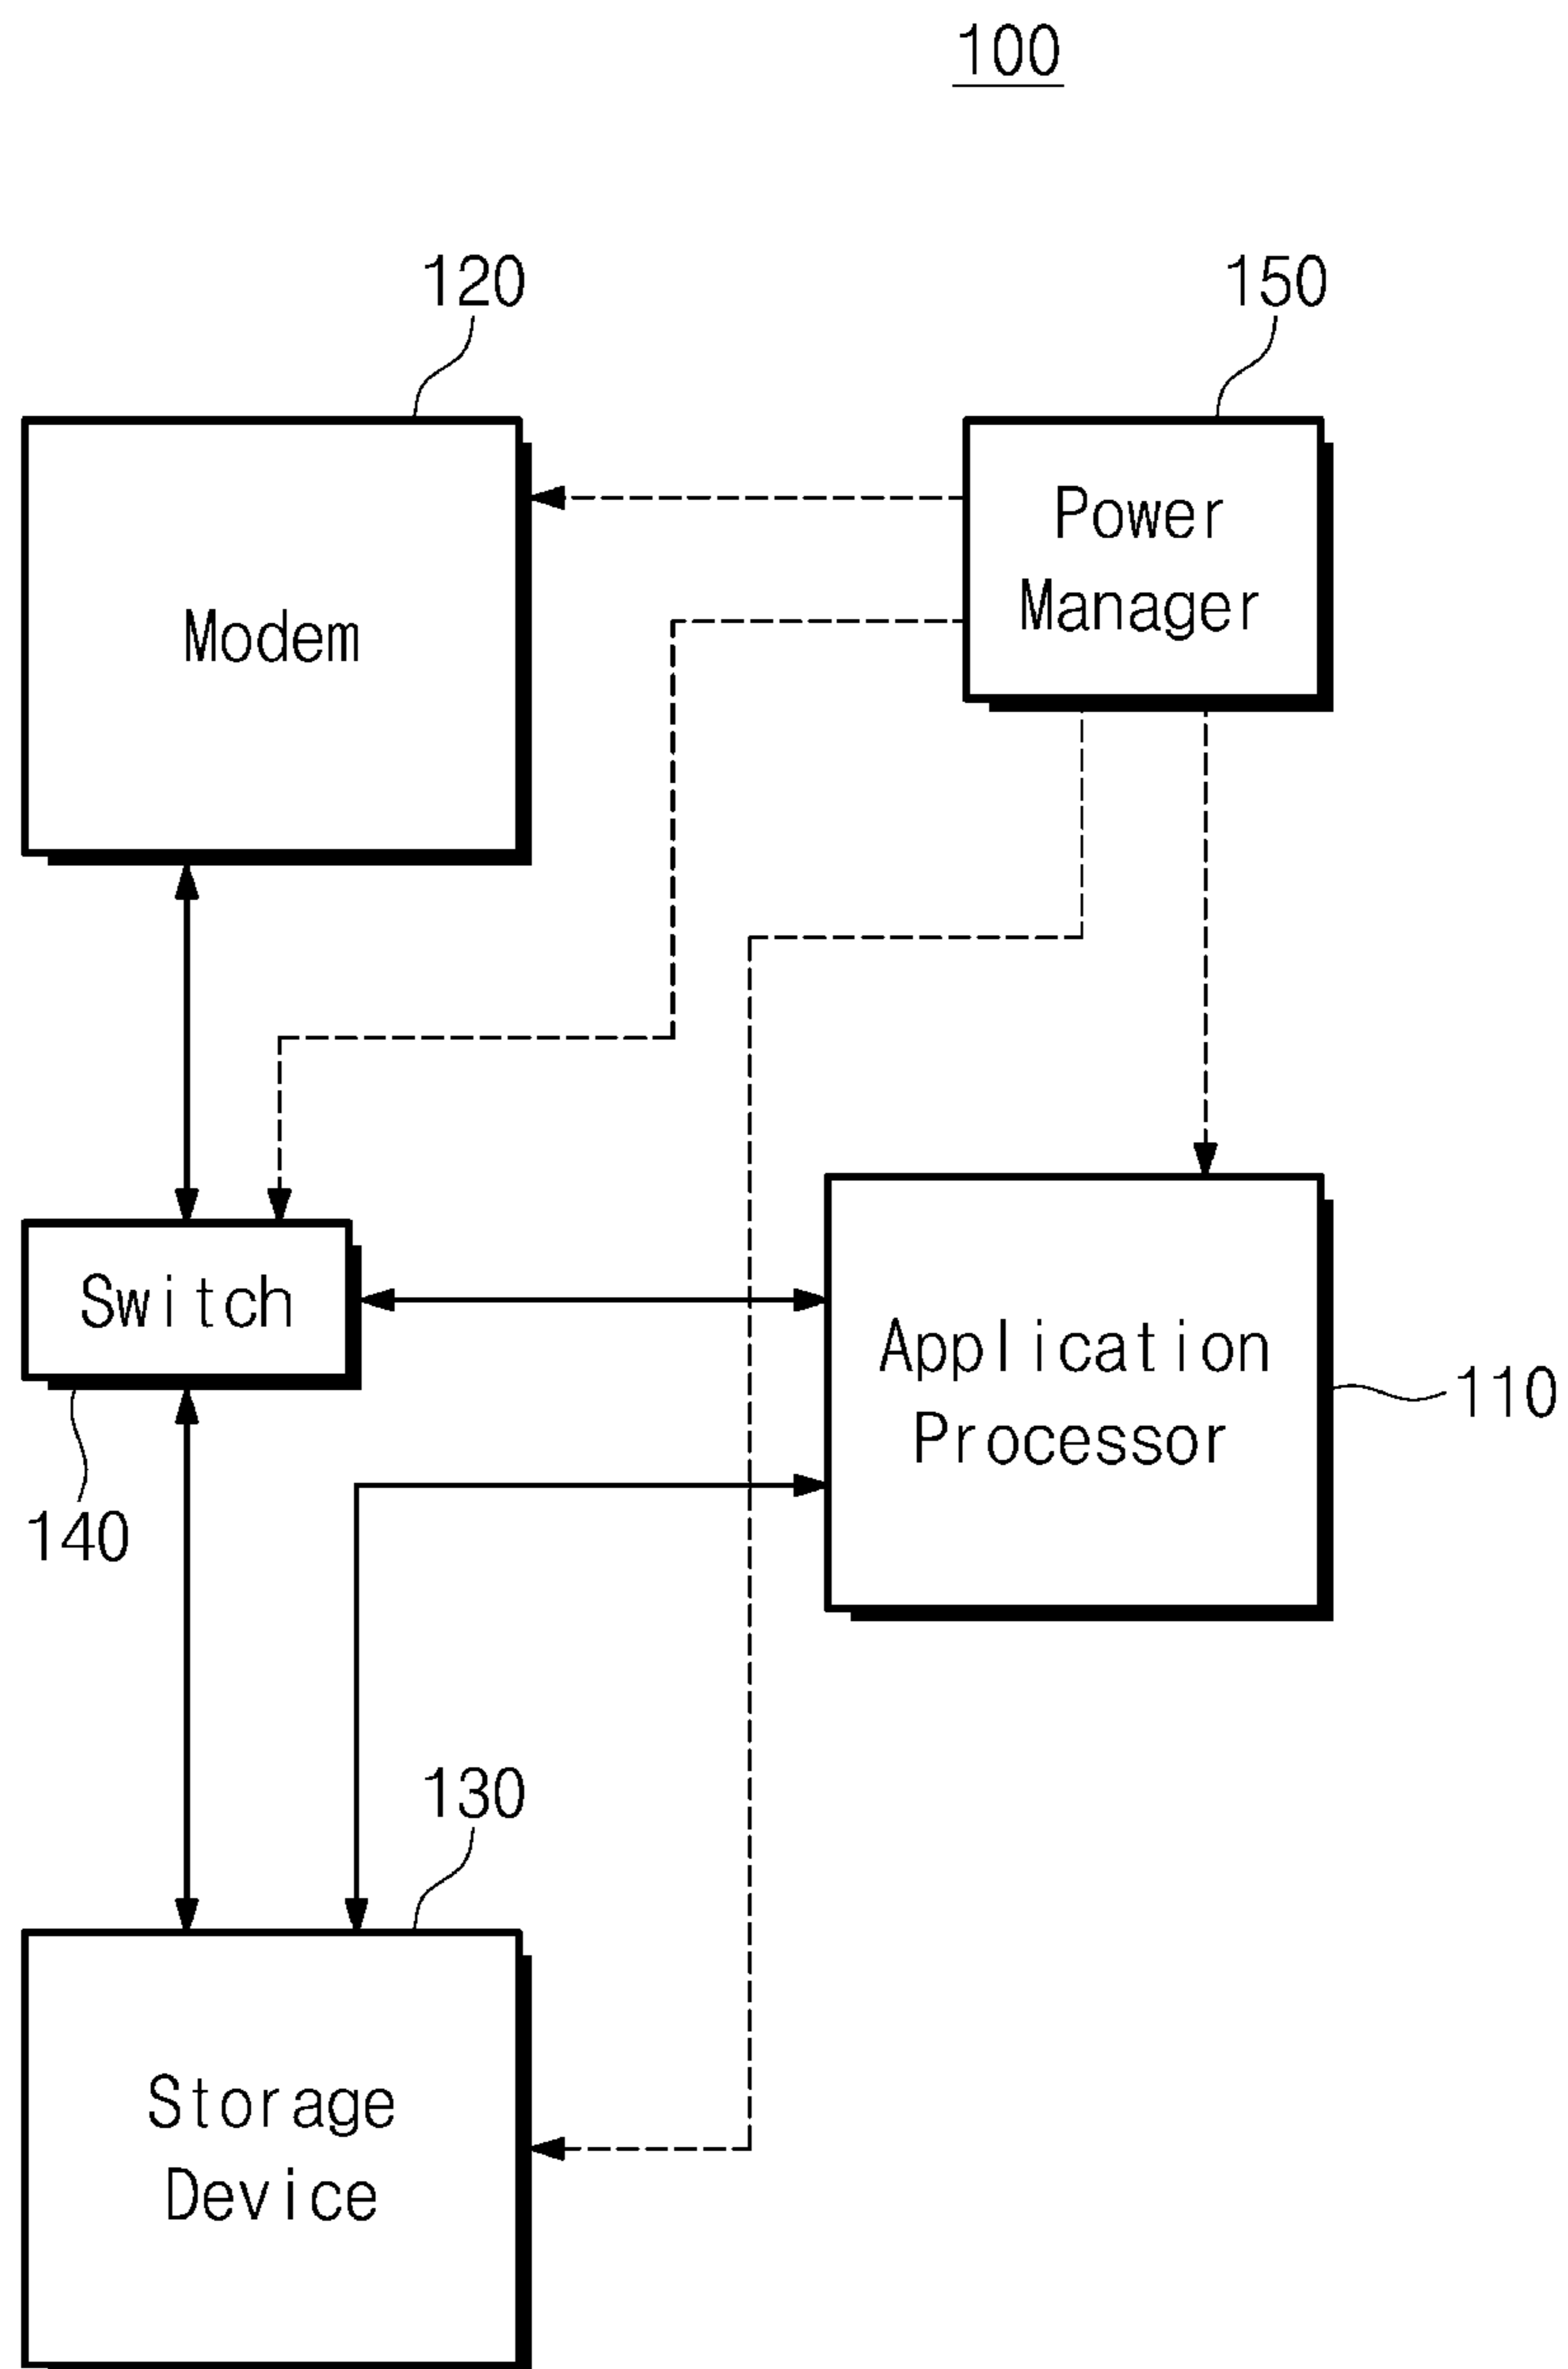 100
120
150
Modem
Power
Manager
Switch
Application
Processor
110
140
130
Storage
Device